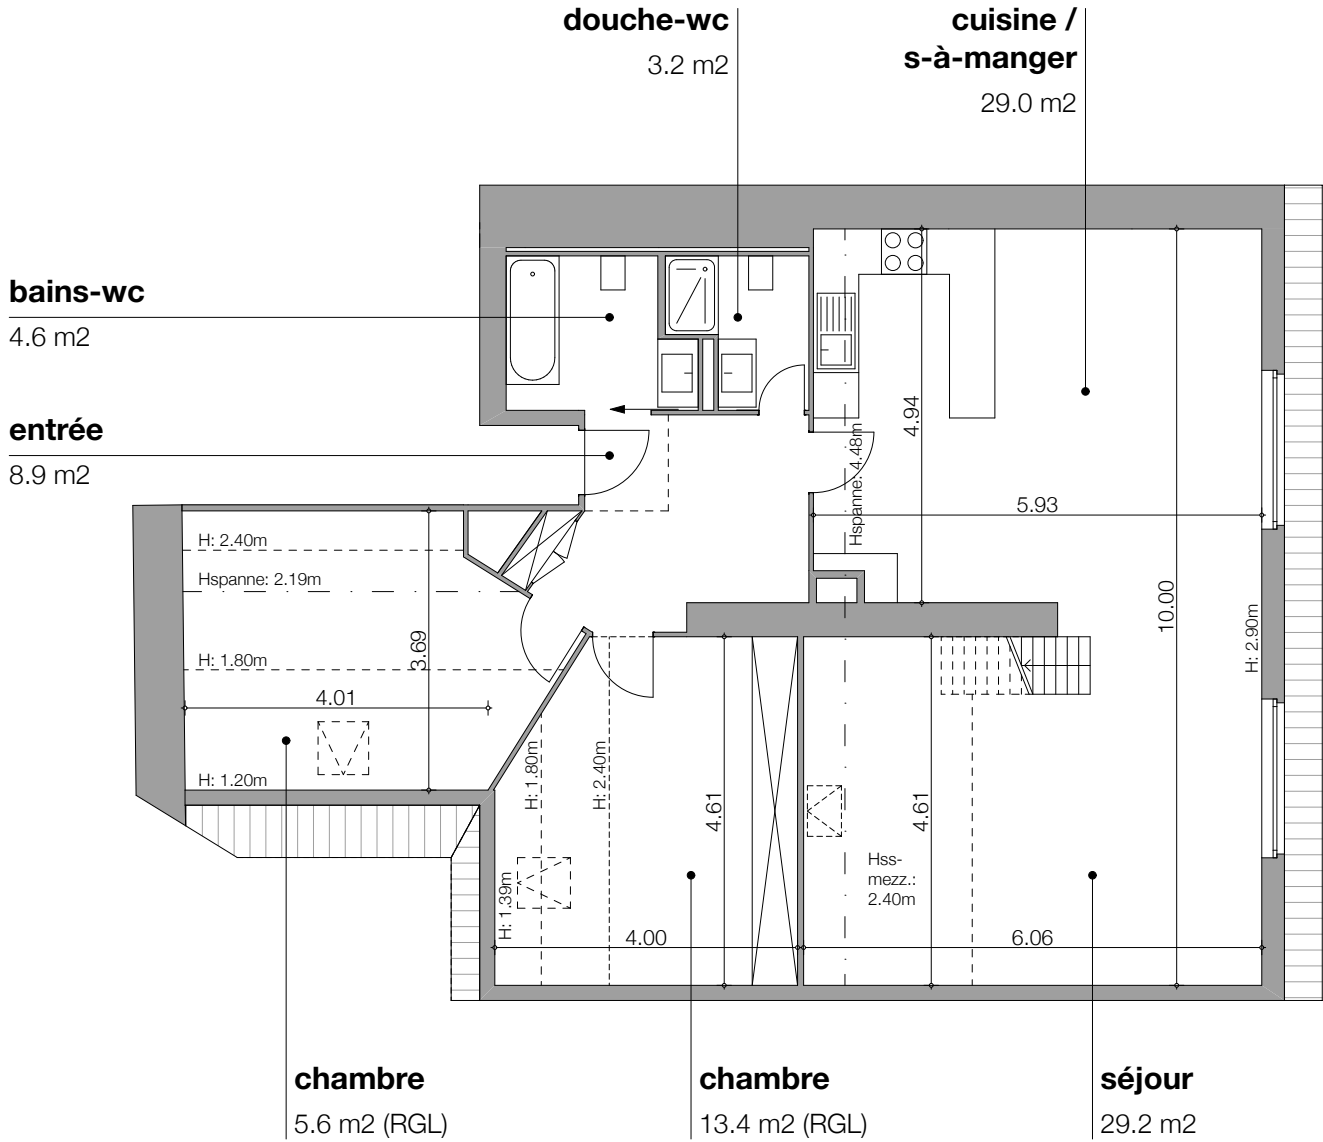 douche-wc
3.2 m2
cuisine /
s-à-manger
29.0 m2
bains-wc
4.6 m2
entrée
8.9 m2
4.94
Hspanne: 4.48m
5.93
10.00
H: 2.90m
H: 2.40m
Hspanne: 2.19m
3.69
H: 1.80m
4.01
H: 1.20m
H: 1.80m
H: 2.40m
4.61
4.61
H: 1.39m
Hss-
mezz.:
2.40m
4.00
6.06
chambre
5.6 m2 (RGL)
chambre
13.4 m2 (RGL)
séjour
29.2 m2